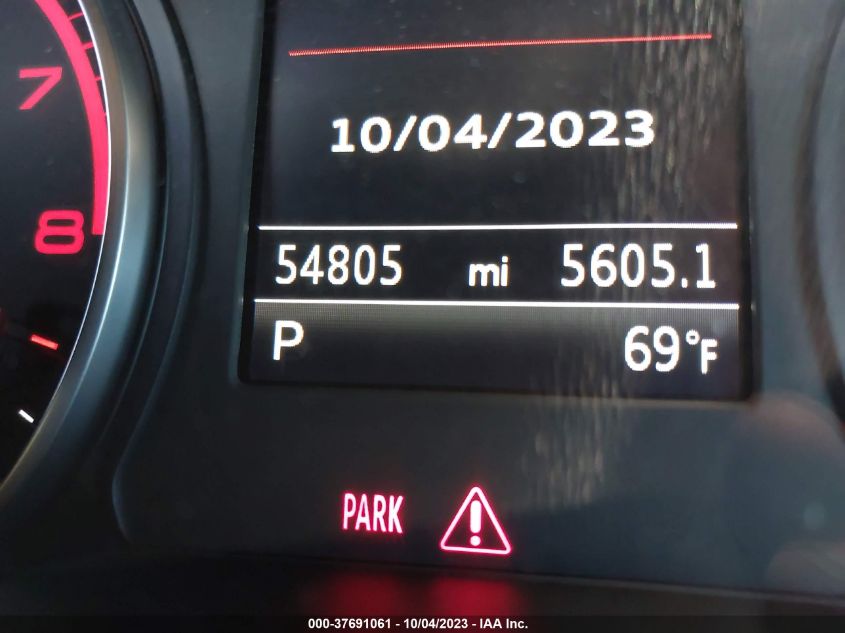 7
8
10/04/2023
54805 mi 5605.1
P 69°F
PARK
000-37691061 - 10/04/2023 - IAA Inc.